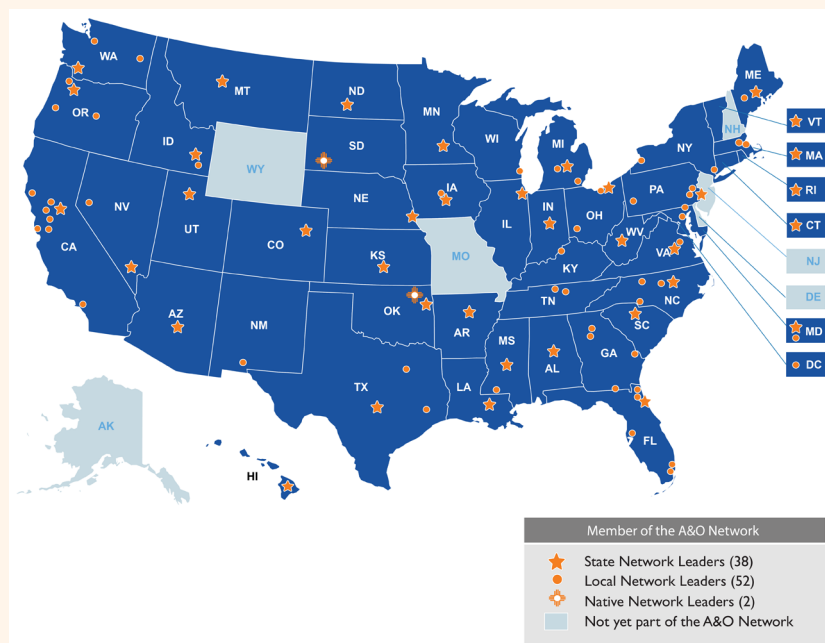 WA
MT
ND
MN
ME
OR
ID
SD
WI
MI
NY
NH
VT
WY
MA
NE
IA
PA
RI
NV
UT
CO
IL
IN
OH
WV
VA
CT
CA
KS
MO
KY
NJ
AZ
NM
OK
AR
TN
NC
DE
SC
MD
MS
AL
GA
DC
TX
LA
AK
FL
HI
Member of the A&O Network
State Network Leaders (38)
Local Network Leaders (52)
Native Network Leaders (2)
Not yet part of the A&O Network